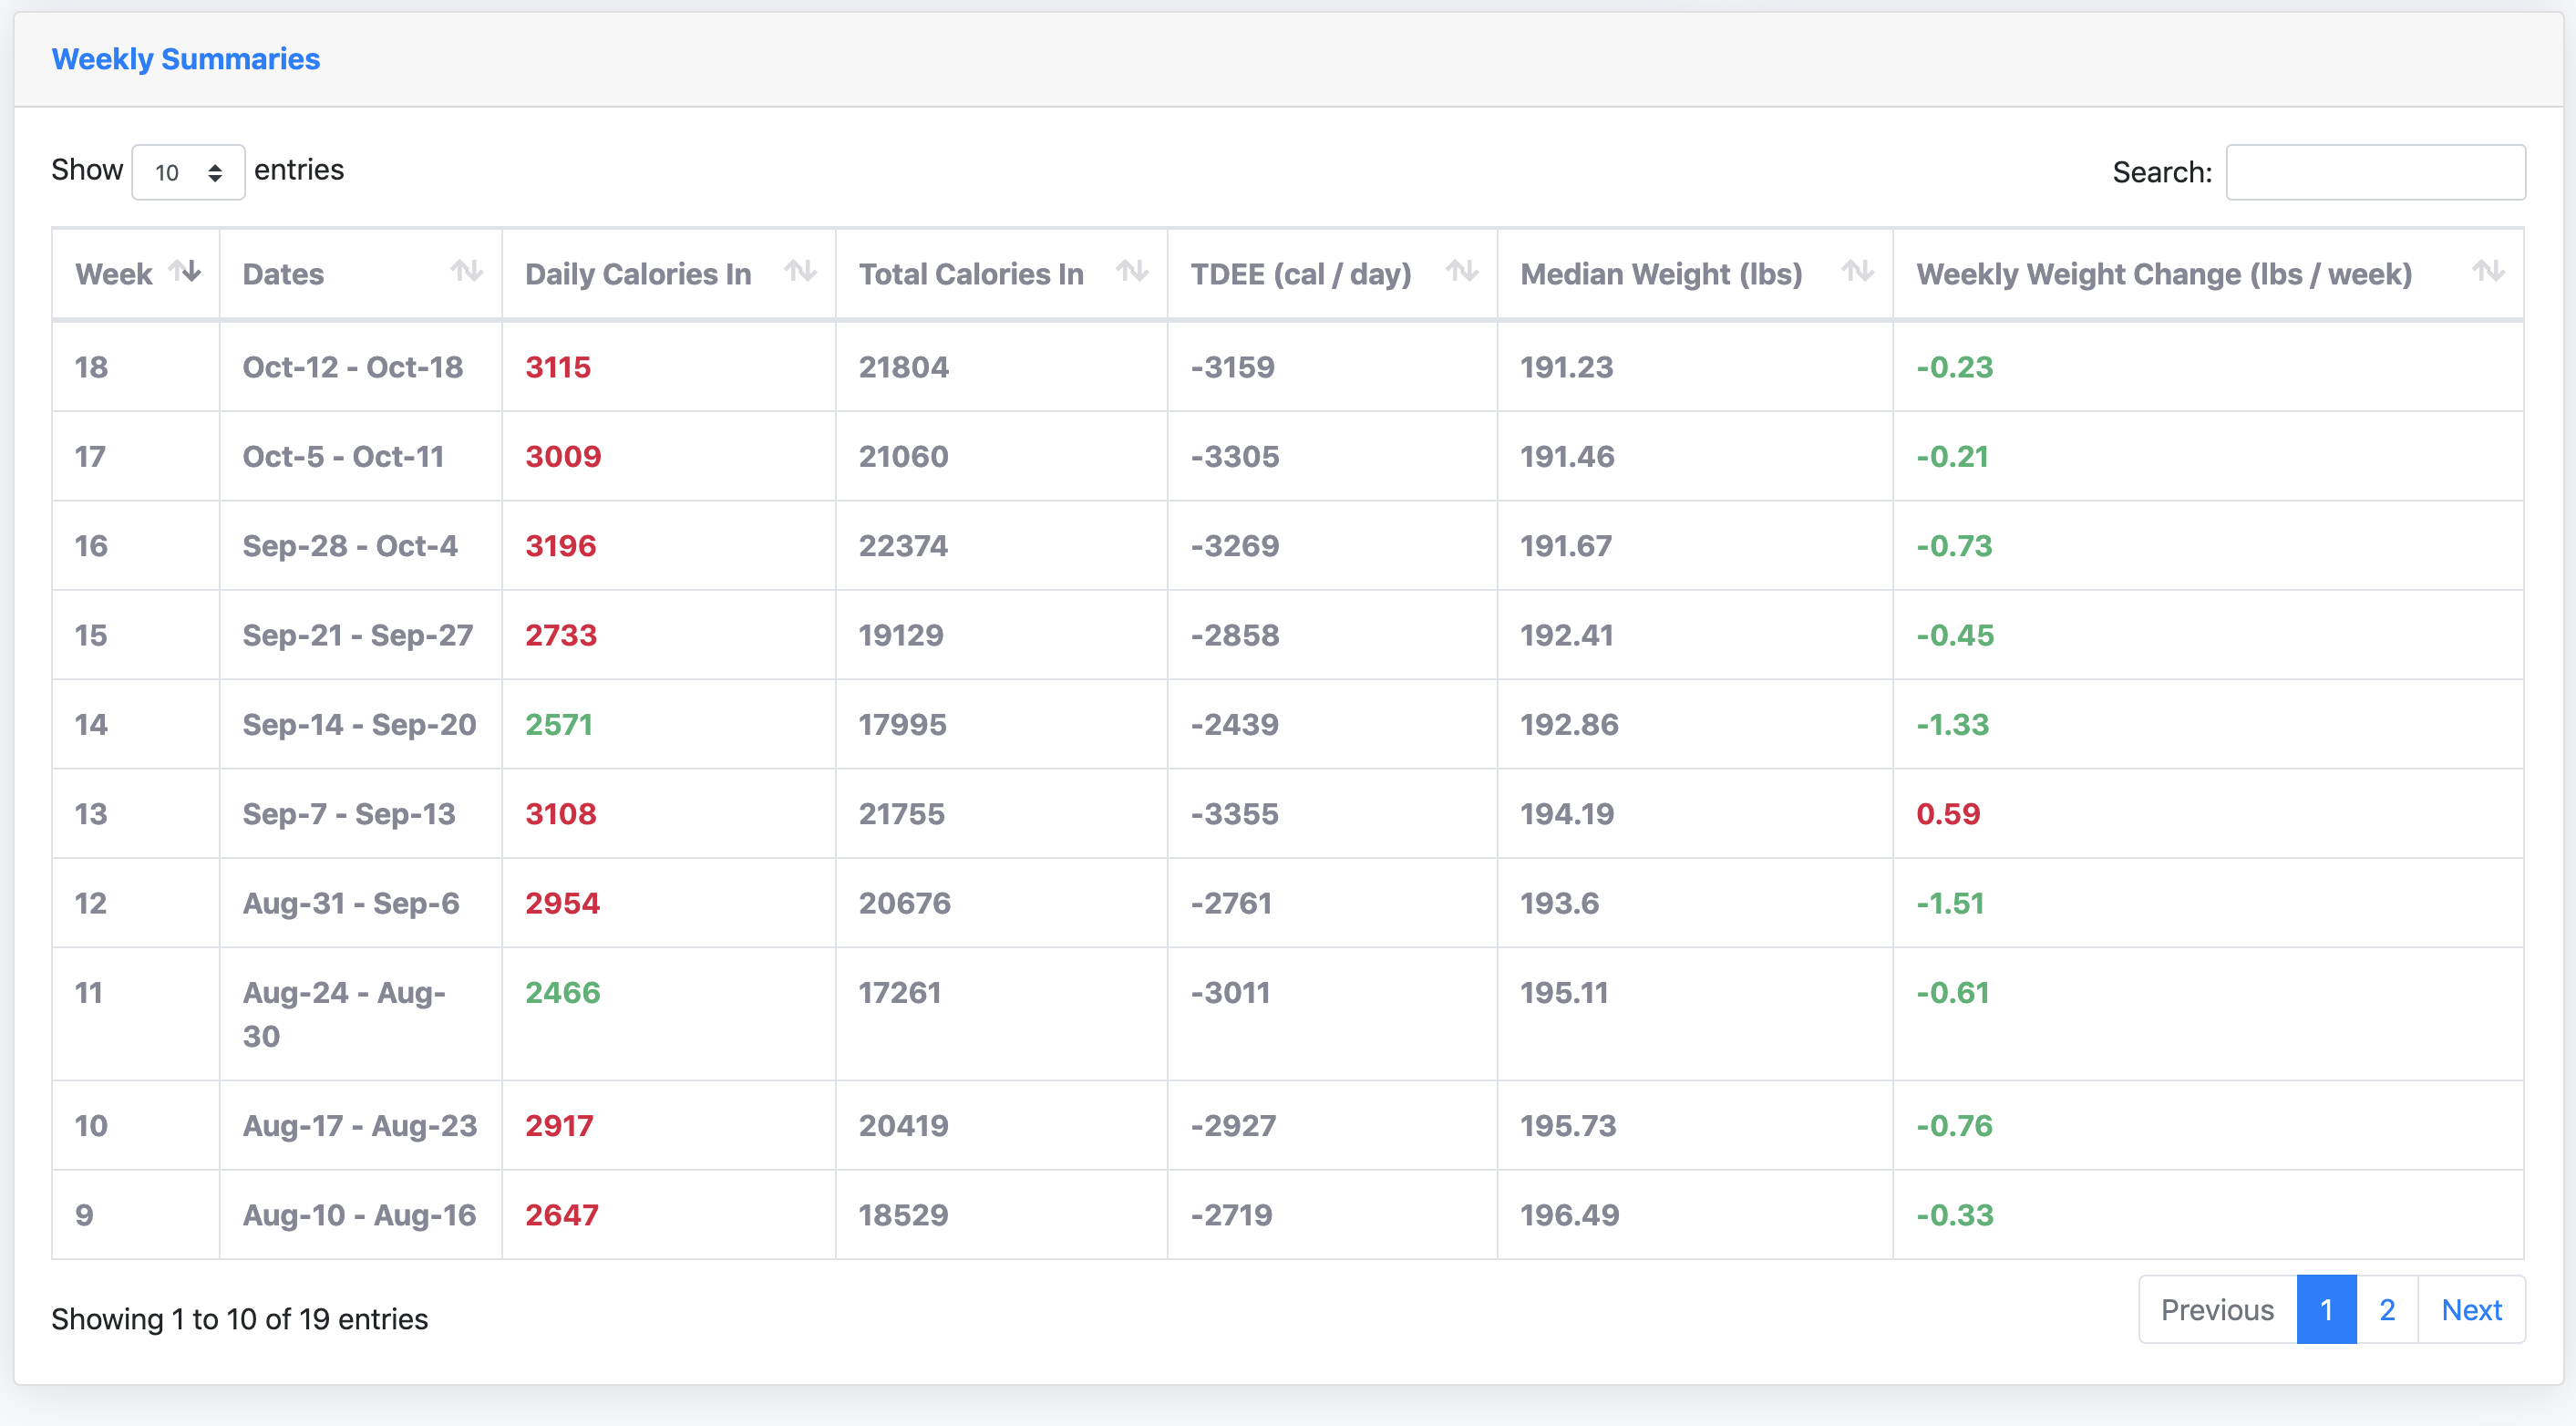 Weekly Summaries
Show 10 entries
Search:
Week Dates Daily Calories In Total Calories In TDEE (cal / day) Median Weight (lbs) Weekly Weight Change (lbs / week)
18 Oct-12 - Oct-18 3115 21804 -3159 191.23 -0.23
17 Oct-5 - Oct-11 3009 21060 -3305 191.46 -0.21
16 Sep-28 - Oct-4 3196 22374 -3269 191.67 -0.73
15 Sep-21 - Sep-27 2733 19129 -2858 192.41 -0.45
14 Sep-14 - Sep-20 2571 17995 -2439 192.86 -1.33
13 Sep-7 - Sep-13 3108 21755 -3355 194.19 0.59
12 Aug-31 - Sep-6 2954 20676 -2761 193.6 -1.51
11 Aug-24 - Aug- 2466 17261 -3011 195.11 -0.61
30
10 Aug-17 - Aug-23 2917 20419 -2927 195.73 -0.76
9 Aug-10 - Aug-16 2647 18529 -2719 196.49 -0.33
Showing 1 to 10 of 19 entries
Previous 1 2 Next